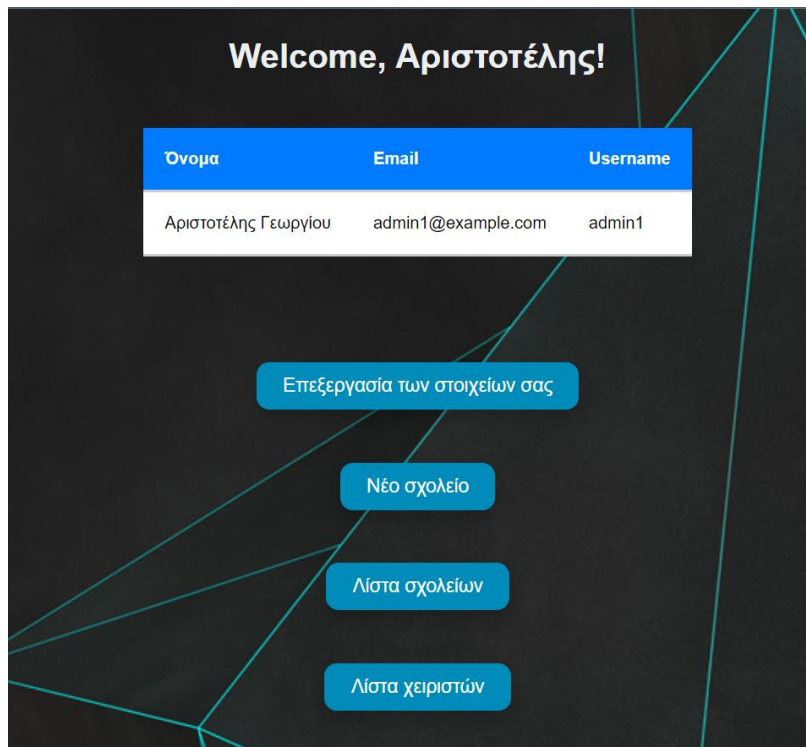 Welcome, Αριστοτέλης!
Όνομα Email Username
Αριστοτέλης Γεωργίου admin1@example.com admin1
Επεξεργασία των στοιχείων σας
Νέο σχολείο
Λίστα σχολείων
Λίστα χειριστών